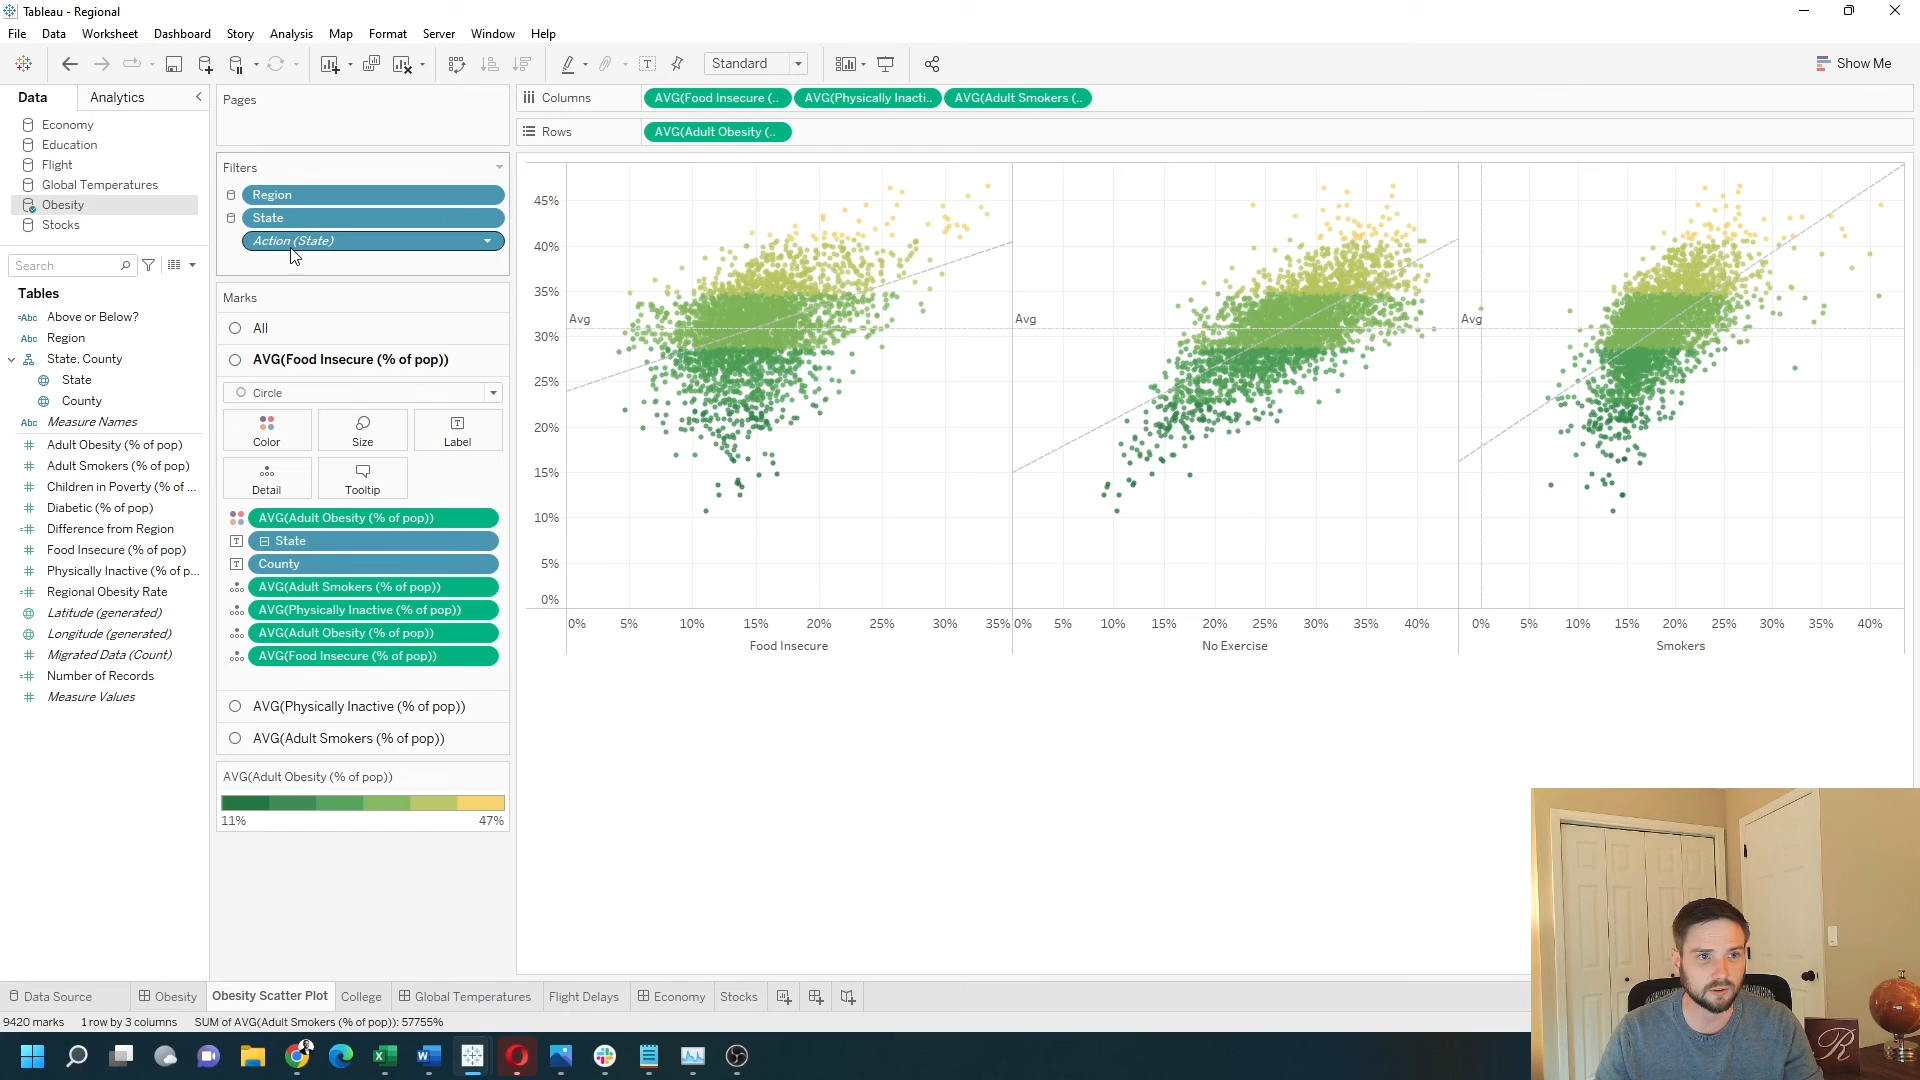 Tableau - Regional
File Data Worksheet Dashboard Story Analysis Map Format Server Window Help
Standard
Show Me
Data Analytics
Economy
Education
Flight
Global Temperatures
Obesity
Stocks
Search
Tables
=Abc Above or Below?
Abc Region
State, County
State
County
Abc Measure Names
# Adult Obesity (% of pop)
# Adult Smokers (% of pop)
# Children in Poverty (% of ...
# Diabetic (% of pop)
=# Difference from Region
# Food Insecure (% of pop)
# Physically Inactive (% of p...
=# Regional Obesity Rate
Latitude (generated)
Longitude (generated)
# Migrated Data (Count)
=# Number of Records
# Measure Values
Pages
Filters
Region
State
Action (State)
Marks
All
AVG(Food Insecure (% of pop))
Circle
Color Size Label
Detail Tooltip
AVG(Adult Obesity (% of pop))
State
County
AVG(Adult Smokers (% of pop))
AVG(Physically Inactive (% of pop))
AVG(Adult Obesity (% of pop))
AVG(Food Insecure (% of pop))
AVG(Physically Inactive (% of pop))
AVG(Adult Smokers (% of pop))
AVG(Adult Obesity (% of pop))
11% 47%
Columns AVG(Food Insecure (.. AVG(Physically Inacti.. AVG(Adult Smokers (..
Rows AVG(Adult Obesity (..
45%
40%
35%
Avg Avg Avg
30%
25%
20%
15%
10%
5%
0%
0% 5% 10% 15% 20% 25% 30% 35% 0% 5% 10% 15% 20% 25% 30% 35% 40% 0% 5% 10% 15% 20% 25% 30% 35% 40%
Food Insecure No Exercise Smokers
Data Source Obesity Obesity Scatter Plot College Global Temperatures Flight Delays Economy Stocks
9420 marks 1 row by 3 columns SUM of AVG(Adult Smokers (% of pop)): 57755%
R